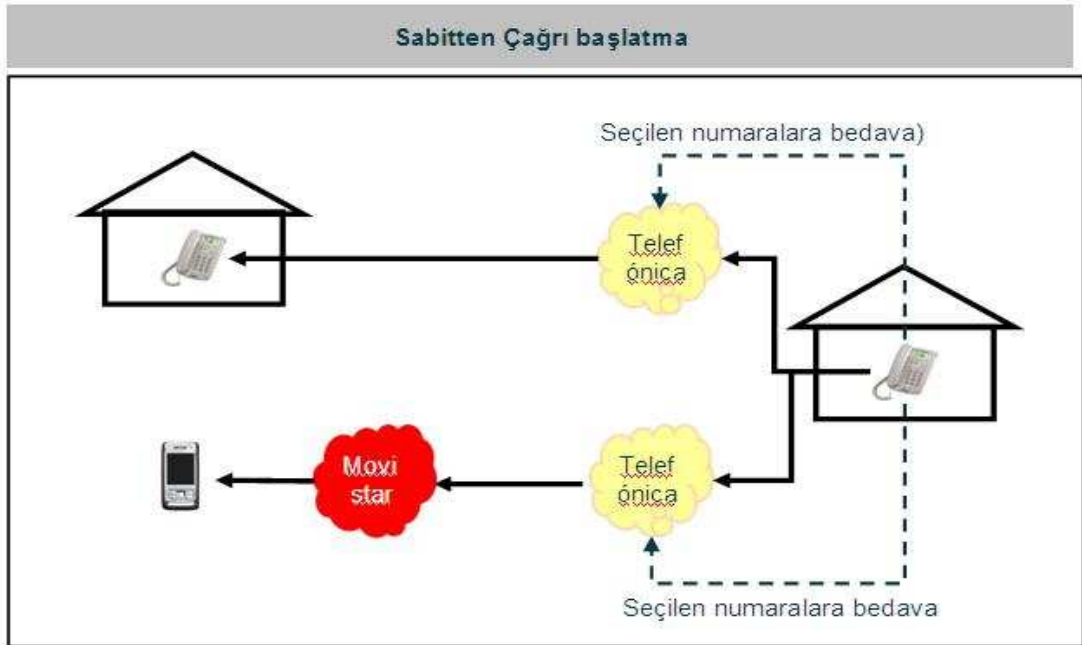 Sabitten Çağrı başlatma
Seçilen numaralara bedava)
Telef
ónica
Movi
star
Telef
ónica
Seçilen numaralara bedava